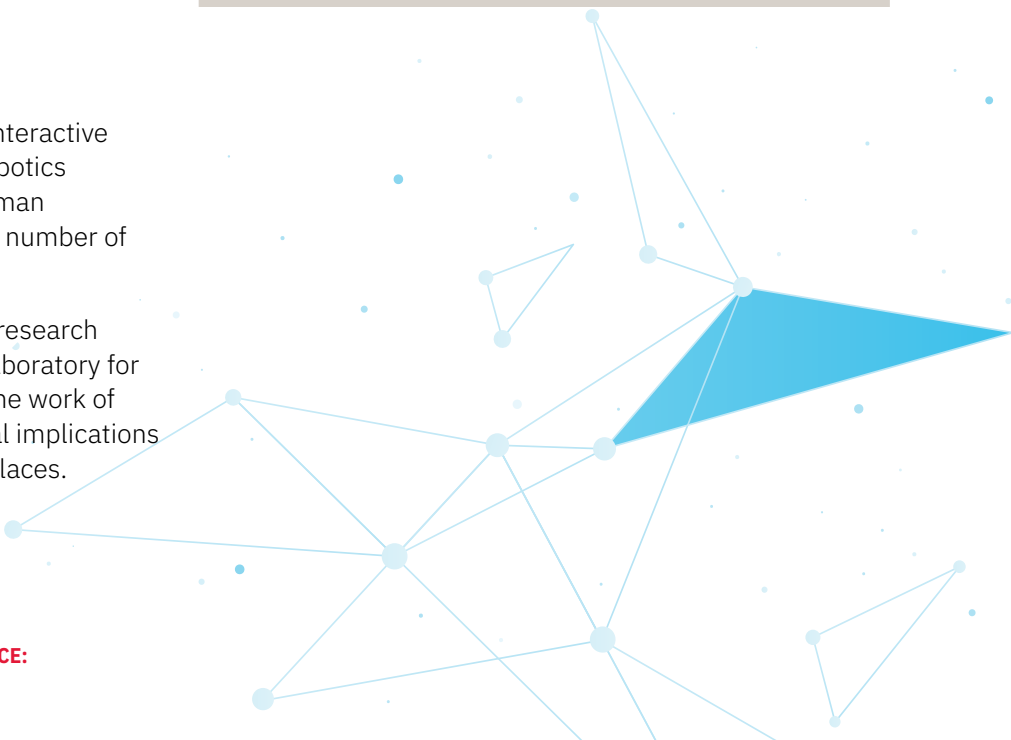 nteractive
botics
man
number of
research
boratory for
ne work of
l implications
laces.
CE: